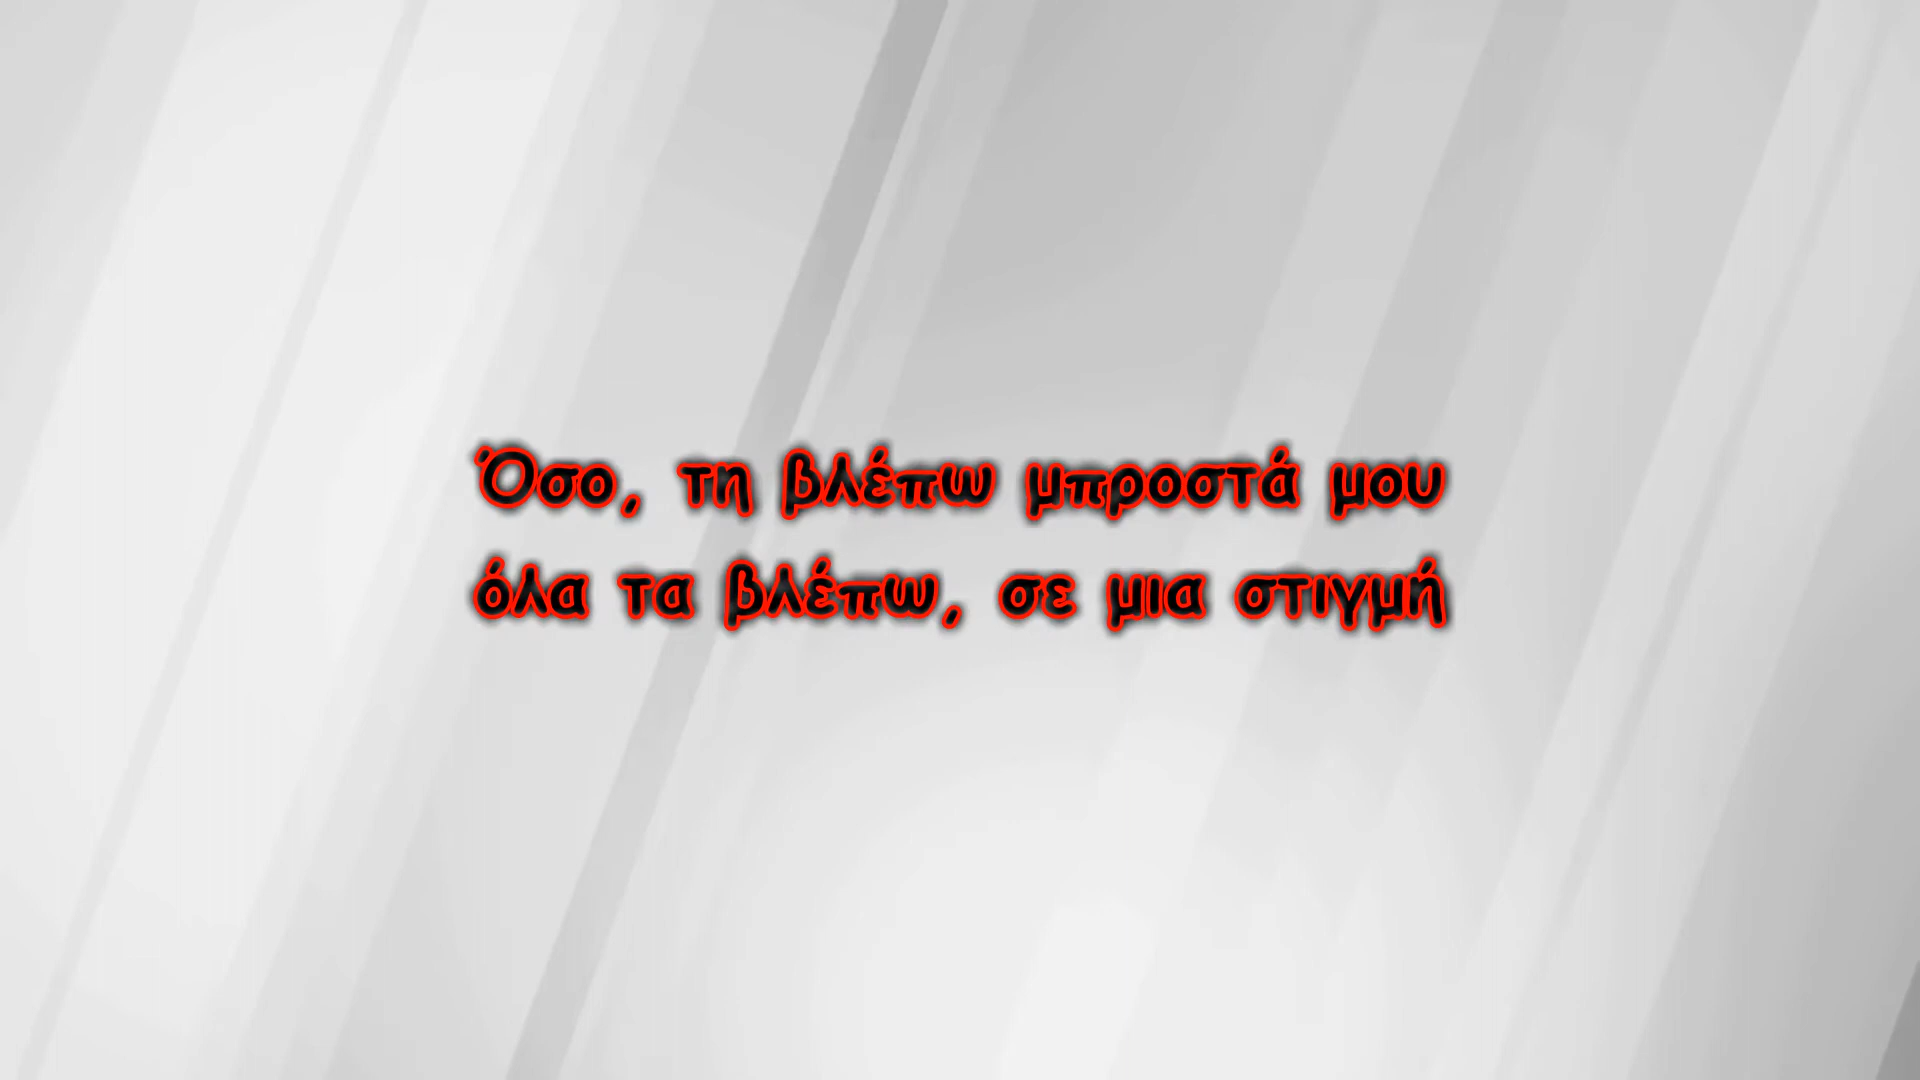 Όσο, τη βλέπω μπροστά μου
όλα τα βλέπω, σε μια στιγμή